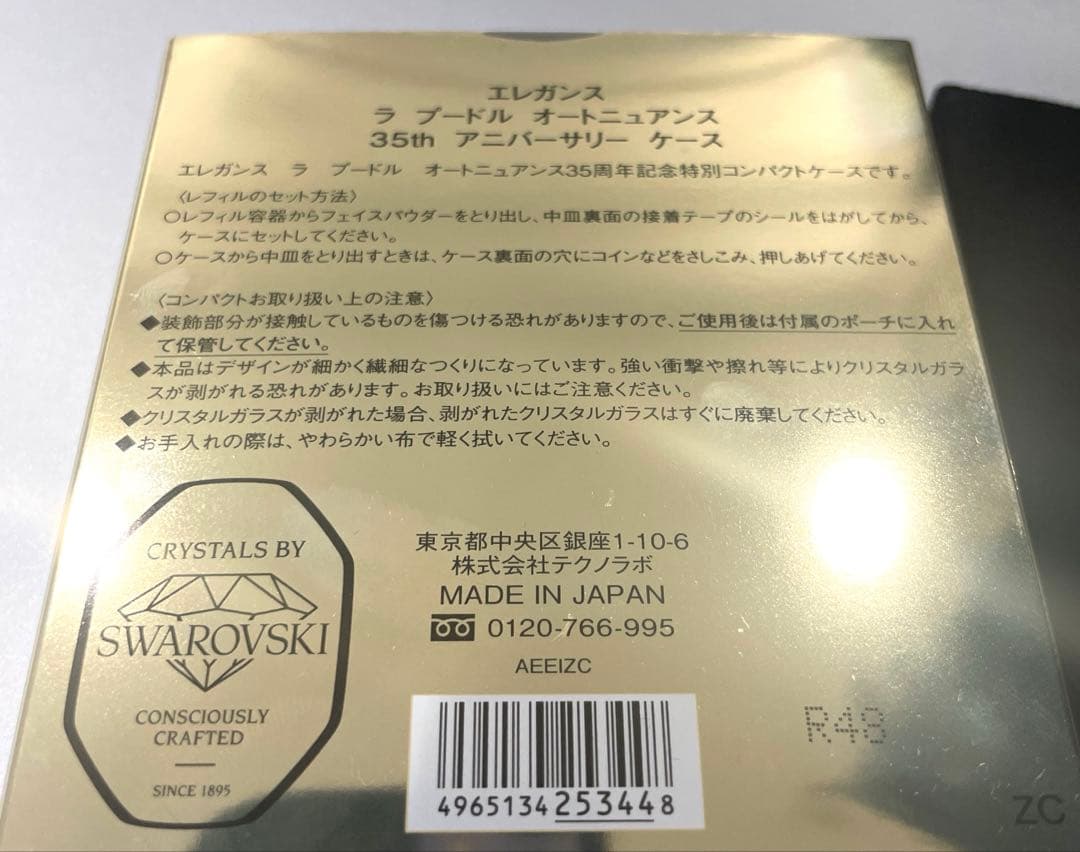 エレガンス
ラ プードル オートニュアンス
35th アニバーサリー ケース
エレガンス ラ プードル オートニュアンス35周年記念特別コンパクトケースです。
〈レフィルのセット方法〉
○レフィル容器からフェイスパウダーをとり出し、中皿裏面の接着テープのシールをはがしてから、
ケースにセットしてください。
○ケースから中皿をとり出すときは、ケース裏面の穴にコインなどをさしこみ、押しあげてください。
〈コンパクトお取り扱い上の注意〉
◆装飾部分が接触しているものを傷つける恐れがありますので、ご使用後は付属のポーチに入れ
て保管してください。
◆本品はデザインが細かく繊細なつくりになっています。強い衝撃や擦れ等によりクリスタルガラ
スが剥がれる恐れがあります。お取り扱いにはご注意ください。
◆クリスタルガラスが剥がれた場合、剥がれたクリスタルガラスはすぐに廃棄してください。
◆お手入れの際は、やわらかい布で軽く拭いてください。
CRYSTALS BY
SWAROVSKI
CONSCIOUSLY
CRAFTED
SINCE 1895
東京都中央区銀座1-10-6
株式会社テクノラボ
MADE IN JAPAN
0120-766-995
AEEIZC
4965134253448
R48
ZC